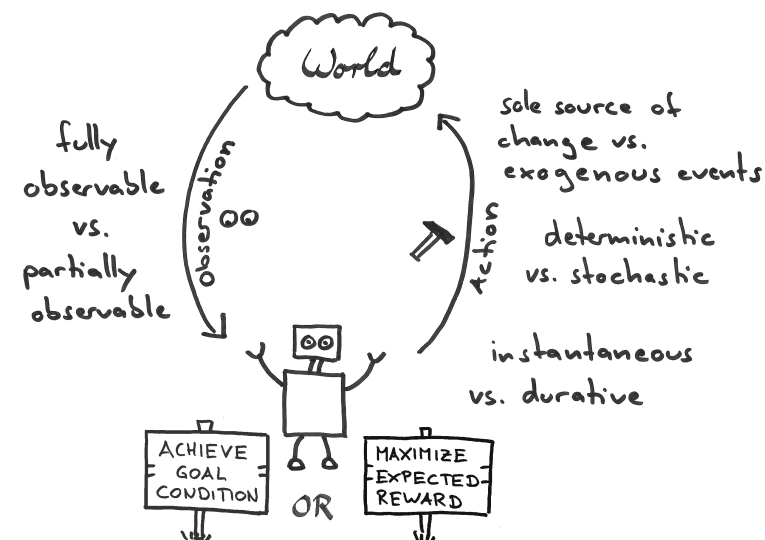 World
fully
observable
vs.
partially
observable
Observation
Action
sole source of
change vs.
exogenous events
deterministic
vs. stochastic
instantaneous
vs. durative
ACHIEVE
GOAL
CONDITION
OR
MAXIMIZE
EXPECTED
REWARD